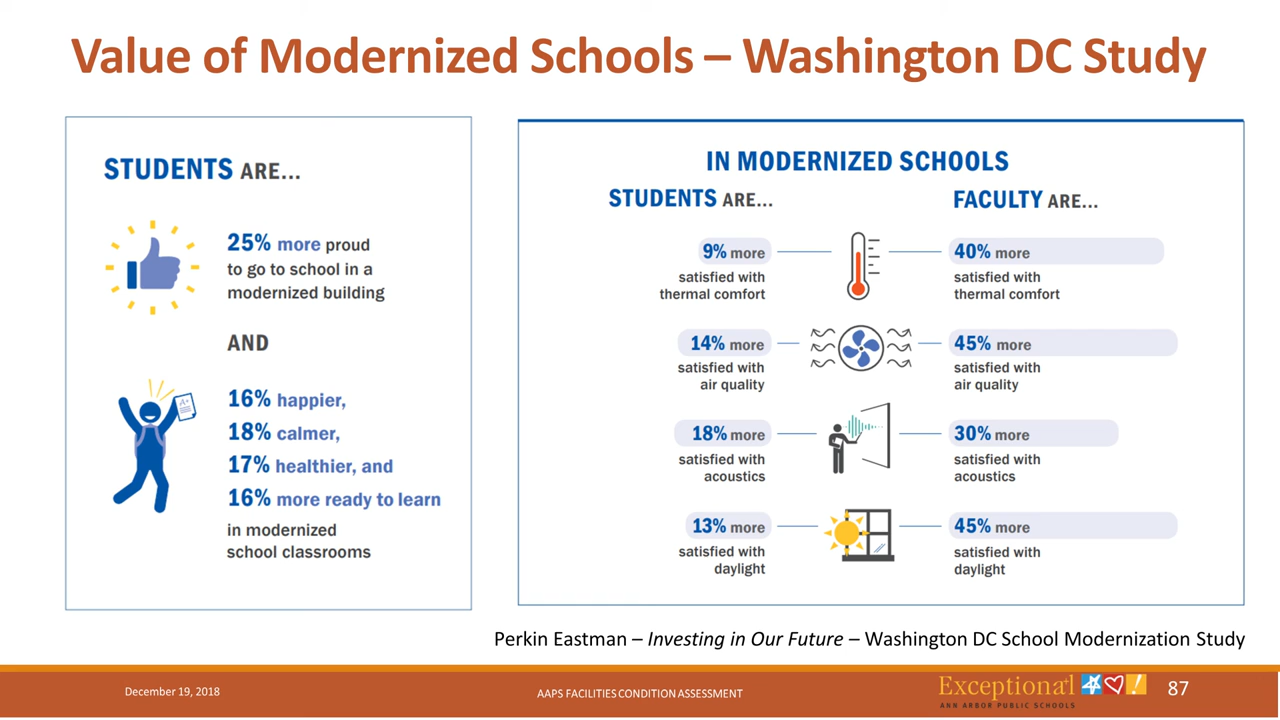 Value of Modernized Schools – Washington DC Study
STUDENTS ARE...
25% more proud
to go to school in a
modernized building
AND
A+
16% happier,
18% calmer,
17% healthier, and
16% more ready to learn
in modernized
school classrooms
IN MODERNIZED SCHOOLS
STUDENTS ARE...
FACULTY ARE...
9% more
satisfied with
thermal comfort
40% more
satisfied with
thermal comfort
14% more
satisfied with
air quality
45% more
satisfied with
air quality
18% more
satisfied with
acoustics
30% more
satisfied with
acoustics
13% more
satisfied with
daylight
45% more
satisfied with
daylight
Perkin Eastman – Investing in Our Future – Washington DC School Modernization Study
December 19, 2018
AAPS FACILITIES CONDITION ASSESSMENT
Exceptiona+l
ANN ARBOR PUBLIC SCHOOLS
87